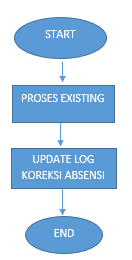 START
PROSES EXISTING
UPDATE LOG
KOREKSI ABSENSI
END